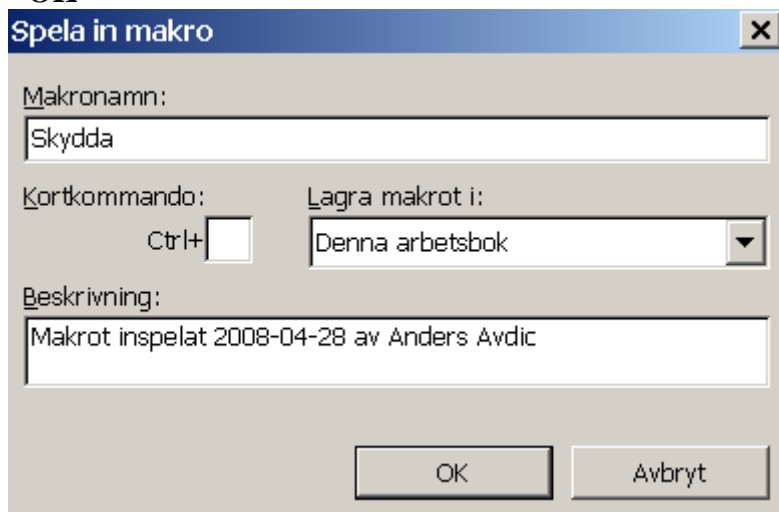 Spela in makro
Makronamn:
Skydda
Kortkommando: Lagra makrot i:
Ctrl+ Denna arbetsbok
Beskrivning:
Makrot inspelat 2008-04-28 av Anders Avdic
OK Avbryt